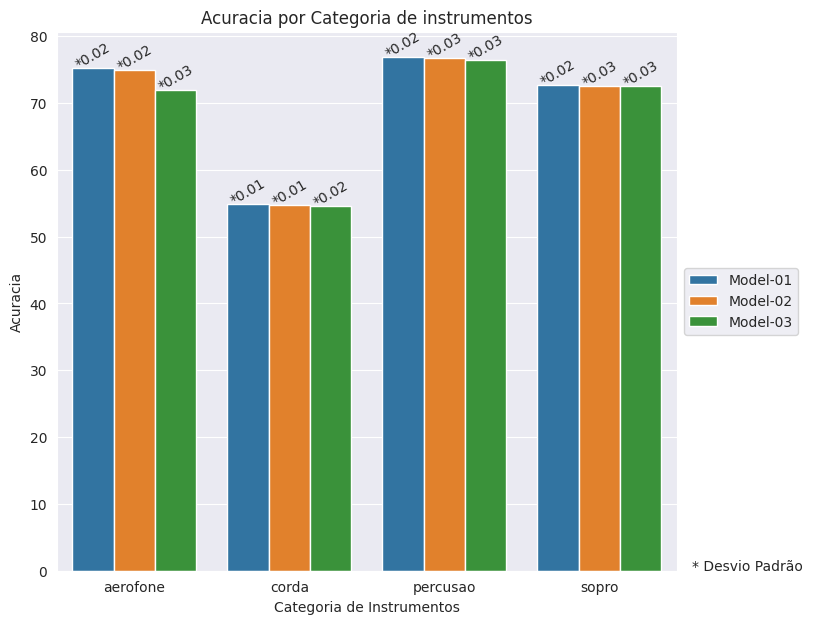 Acuracia por Categoria de instrumentos
80
70
60
50
40
30
20
10
0
Acuracia
*0.02
*0.02
*0.03
*0.01
*0.01
*0.02
*0.02
*0.03
*0.03
*0.02
*0.03
*0.03
aerofone
corda
percusao
sopro
Categoria de Instrumentos
Model-01
Model-02
Model-03
* Desvio Padrão